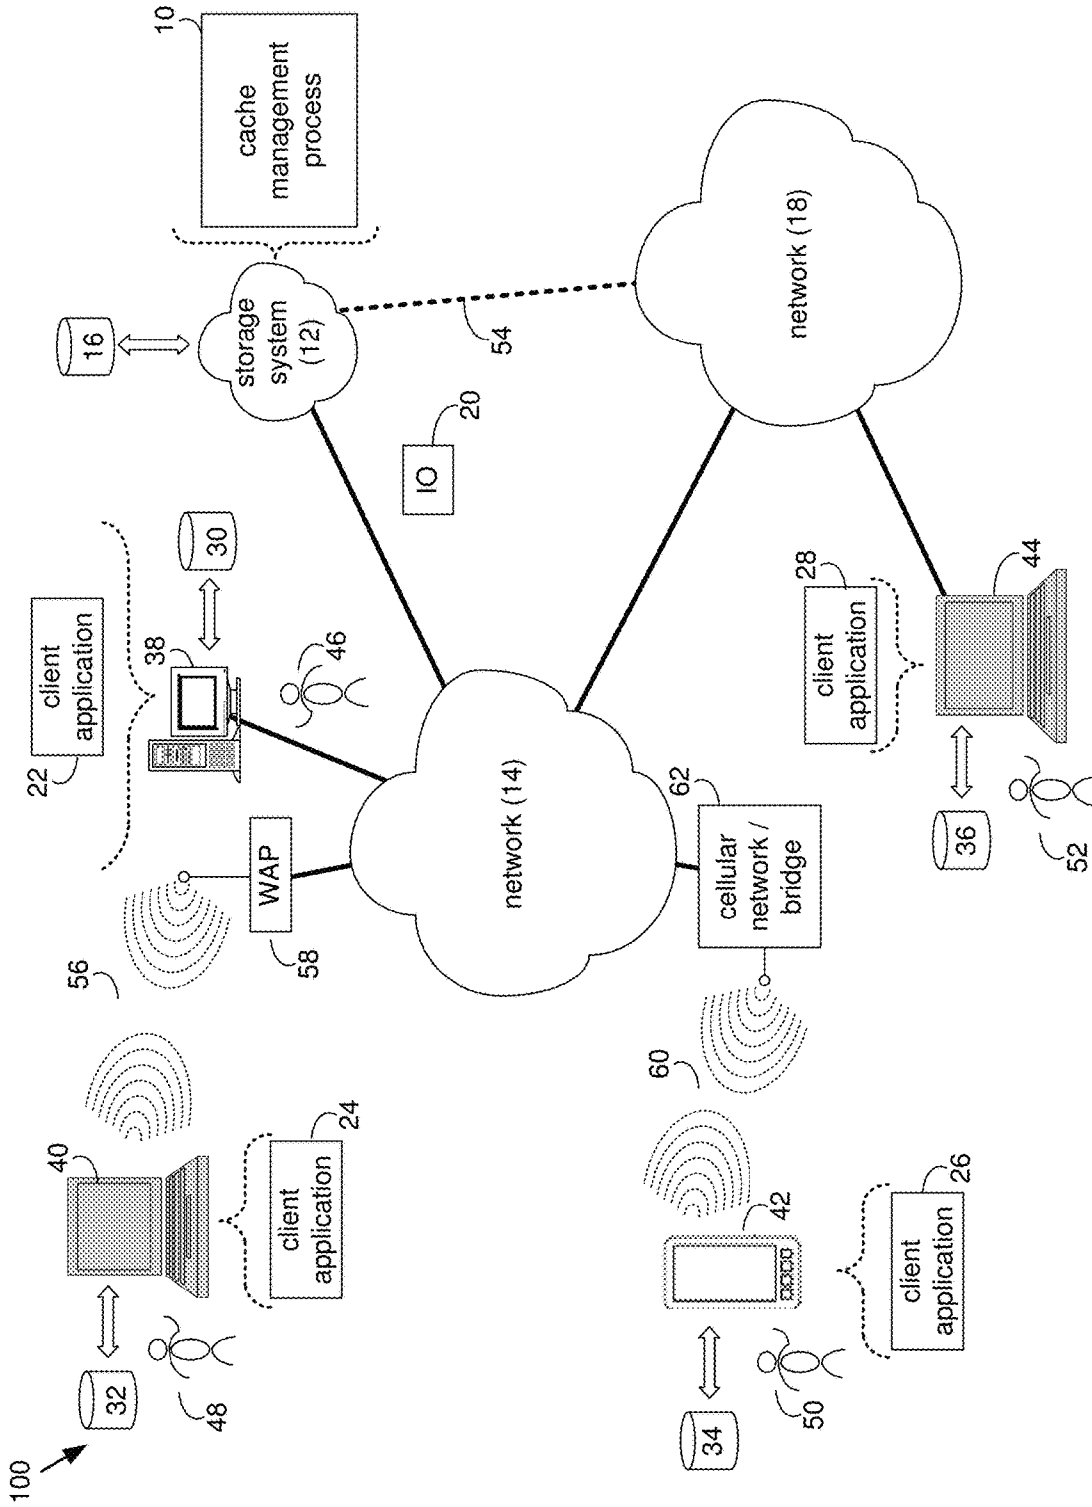 100
32
48
40
client
application
24
56
WAP
58
client
application
22
38
30
46
16
storage
system
(12)
cache
management
process
10
IO
20
54
network (14)
network (18)
34
50
42
client
application
26
60
cellular
network /
bridge
62
client
application
28
36
52
44